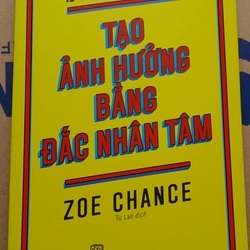 TẠO
ẢNH HƯỞNG
BẰNG
ĐẮC NHÂN TÂM
ZOE CHANCE
Tú Lan dịch